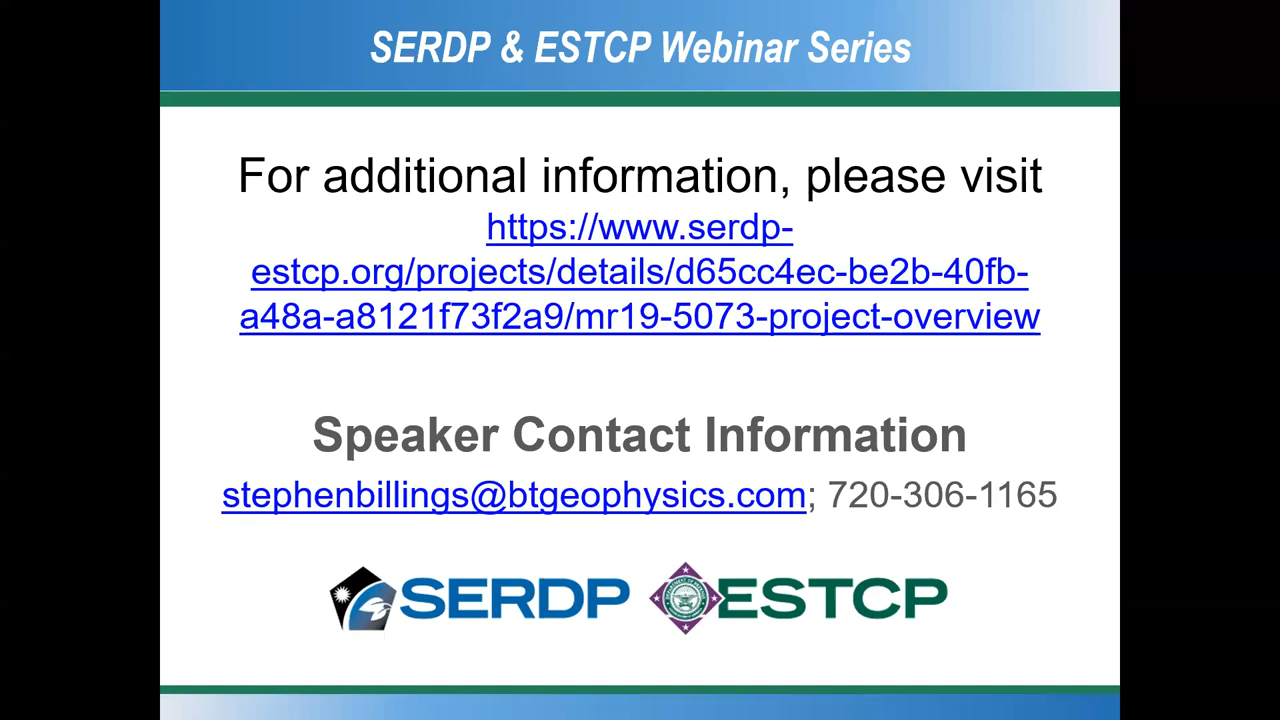 SERDP & ESTCP Webinar Series
For additional information, please visit
https://www.serdp-
estcp.org/projects/details/d65cc4ec-be2b-40fb-
a48a-a8121f73f2a9/mr19-5073-project-overview
Speaker Contact Information
stephenbillings@btgeophysics.com; 720-306-1165
SERDP ESTCP